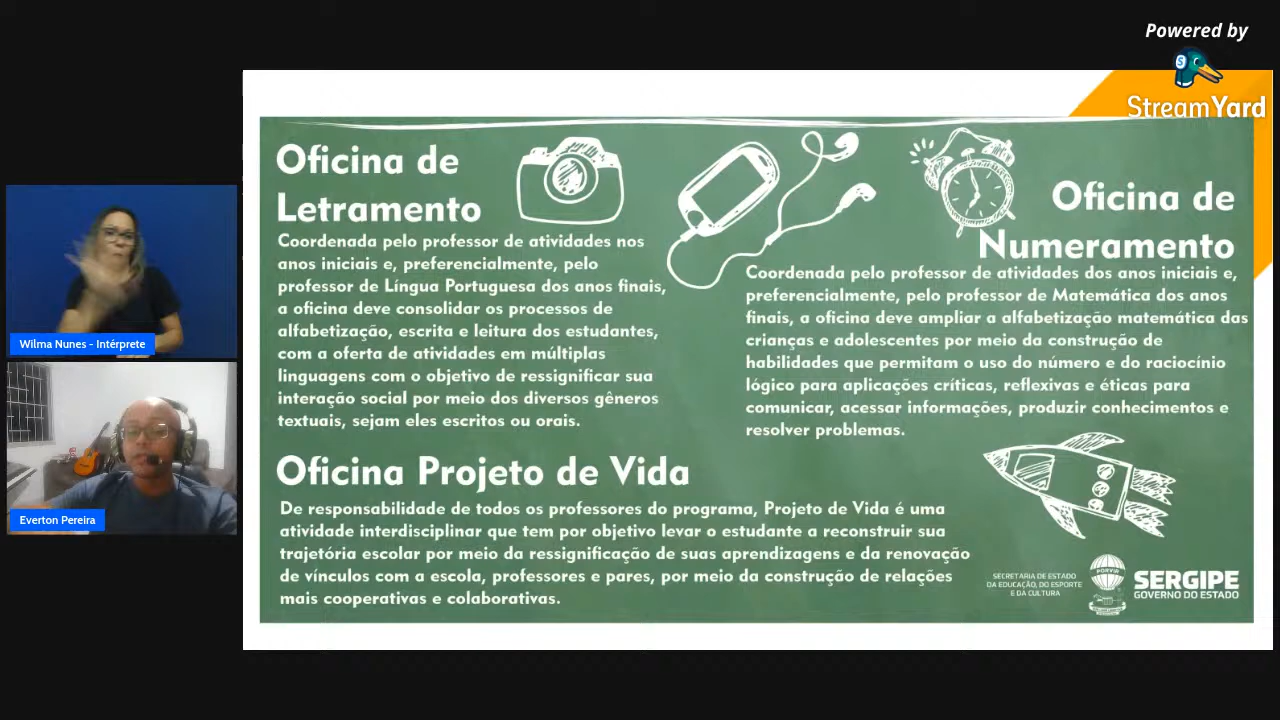 Powered by
StreamYard
Oficina de
Letramento
Coordenada pelo professor de atividades nos
anos iniciais e, preferencialmente, pelo
professor de Língua Portuguesa dos anos finais,
a oficina deve consolidar os processos de
alfabetização, escrita e leitura dos estudantes,
com a oferta de atividades em múltiplas
linguagens com o objetivo de ressignificar sua
interação social por meio dos diversos gêneros
textuais, sejam eles escritos ou orais.
Oficina de
Numeramento
Coordenada pelo professor de atividades dos anos iniciais e,
preferencialmente, pelo professor de Matemática dos anos
finais, a oficina deve ampliar a alfabetização matemática das
crianças e adolescentes por meio da construção de
habilidades que permitam o uso do número e do raciocínio
lógico para aplicações críticas, reflexivas e éticas para
comunicar, acessar informações, produzir conhecimentos e
resolver problemas.
Oficina Projeto de Vida
De responsabilidade de todos os professores do programa, Projeto de Vida é uma
atividade interdisciplinar que tem por objetivo levar o estudante a reconstruir sua
trajetória escolar por meio da ressignificação de suas aprendizagens e da renovação
de vínculos com a escola, professores e pares, por meio da construção de relações
mais cooperativas e colaborativas.
SECRETARIA DE ESTADO
DA EDUCAÇÃO, DO ESPORTE
E DA CULTURA
SERGIPE
GOVERNO DO ESTADO
Wilma Nunes - Intérprete
Everton Pereira